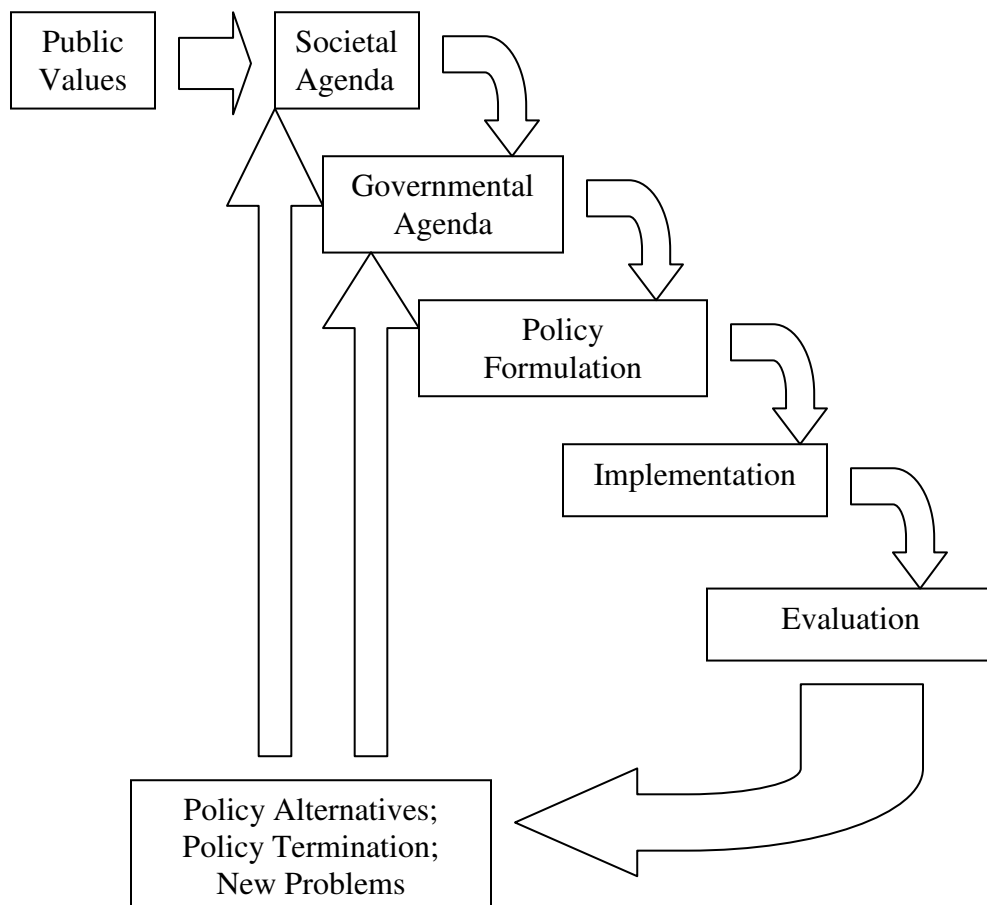 Public
Values
Societal
Agenda
Governmental
Agenda
Policy
Formulation
Implementation
Evaluation
Policy Alternatives;
Policy Termination;
New Problems